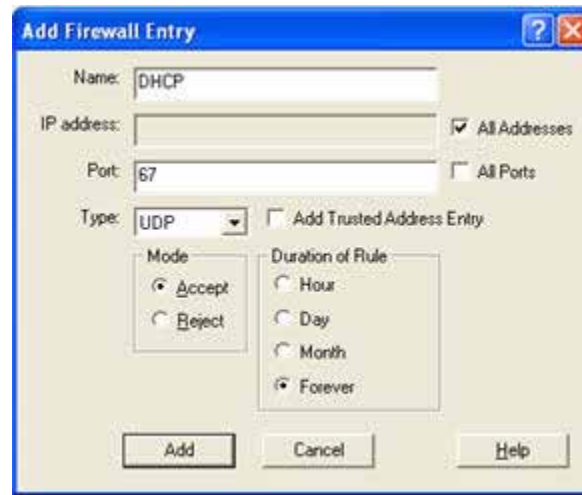 Add Firewall Entry
Name: DHCP
IP address: All Addresses
Port: 67 All Ports
Type: UDP Add Trusted Address Entry
Mode Duration of Rule
Accept Hour
Reject Day
Month
Forever
Add Cancel Help